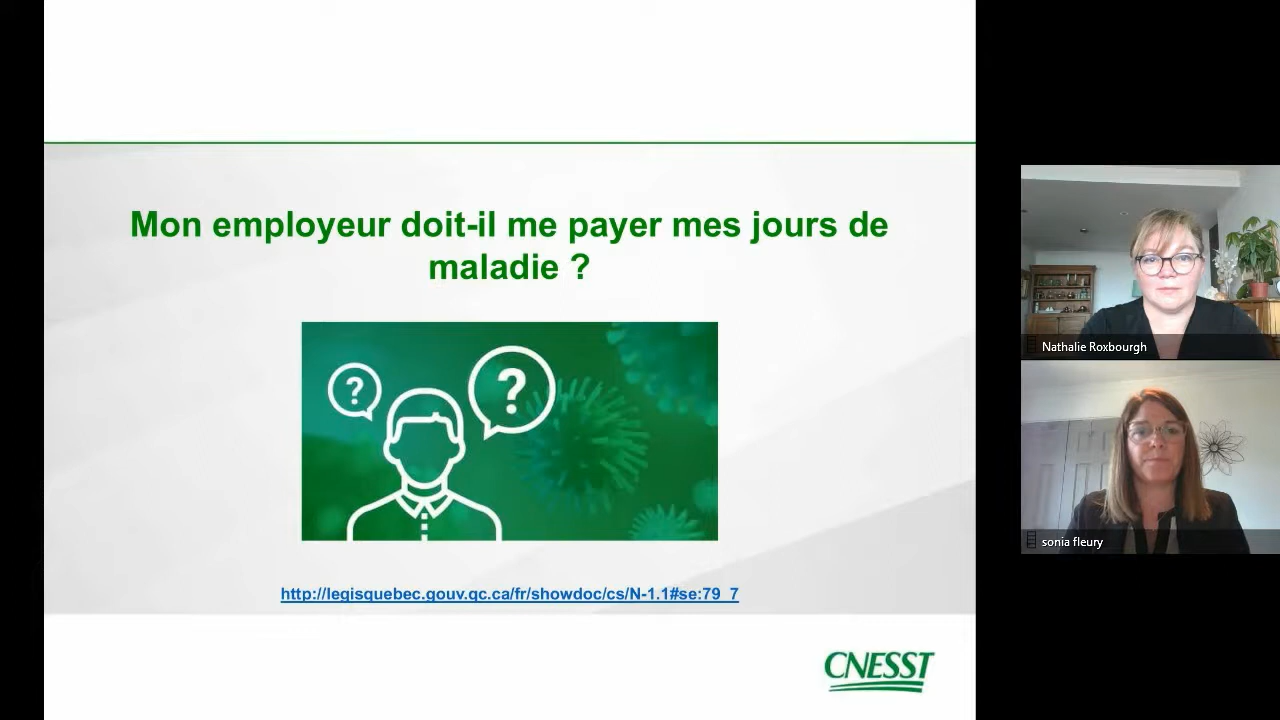 Mon employeur doit-il me payer mes jours de
maladie ?
?
?
http://legisquebec.gouv.qc.ca/fr/showdoc/cs/N-1.1#se:79_7
CNESST
Nathalie Roxbourgh
sonia fleury